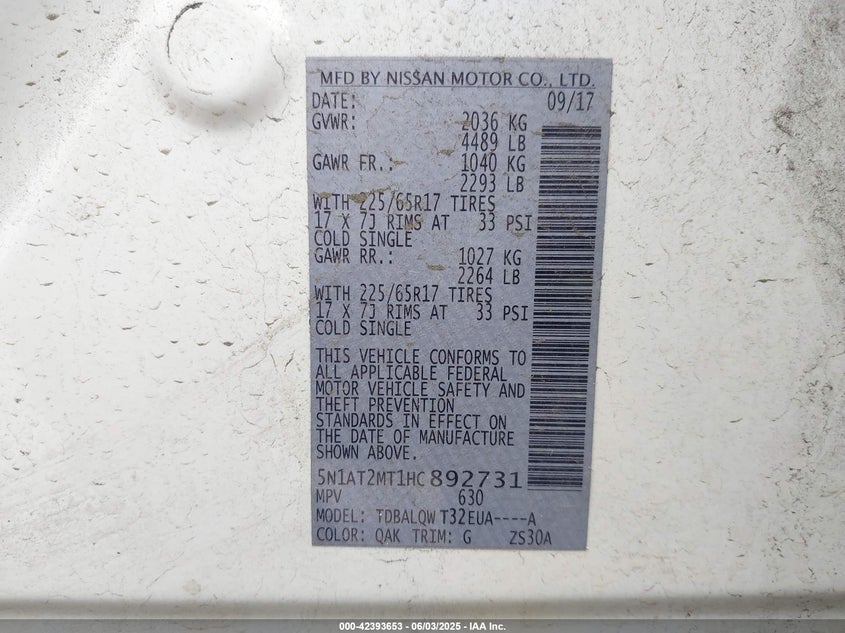 MFD BY NISSAN MOTOR CO., LTD.
DATE: 09/17
GVWR: 2036 KG
4489 LB
GAWR FR.: 1040 KG
2293 LB
WITH 225/65R17 TIRES
17 X 7J RIMS AT 33 PSI
COLD SINGLE
GAWR RR.: 1027 KG
2264 LB
WITH 225/65R17 TIRES
17 X 7J RIMS AT 33 PSI
COLD SINGLE
THIS VEHICLE CONFORMS TO
ALL APPLICABLE FEDERAL
MOTOR VEHICLE SAFETY AND
THEFT PREVENTION
STANDARDS IN EFFECT ON
THE DATE OF MANUFACTURE
SHOWN ABOVE.
5N1AT2MT1HC892731
MPV 630
MODEL: TDBALQW T32EUA----A
COLOR: QAK TRIM: G ZS30A
000-42393653 - 06/03/2025 - IAA Inc.